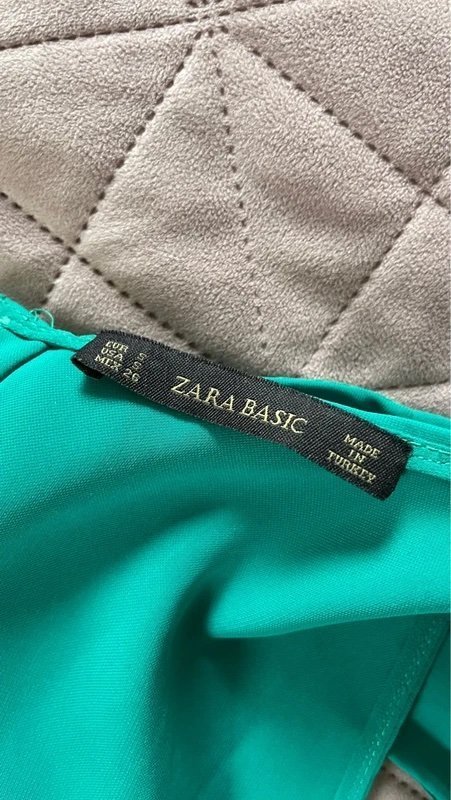 EUR S
USA S
MEX 26
ZARA BASIC
MADE
IN
TURKEY